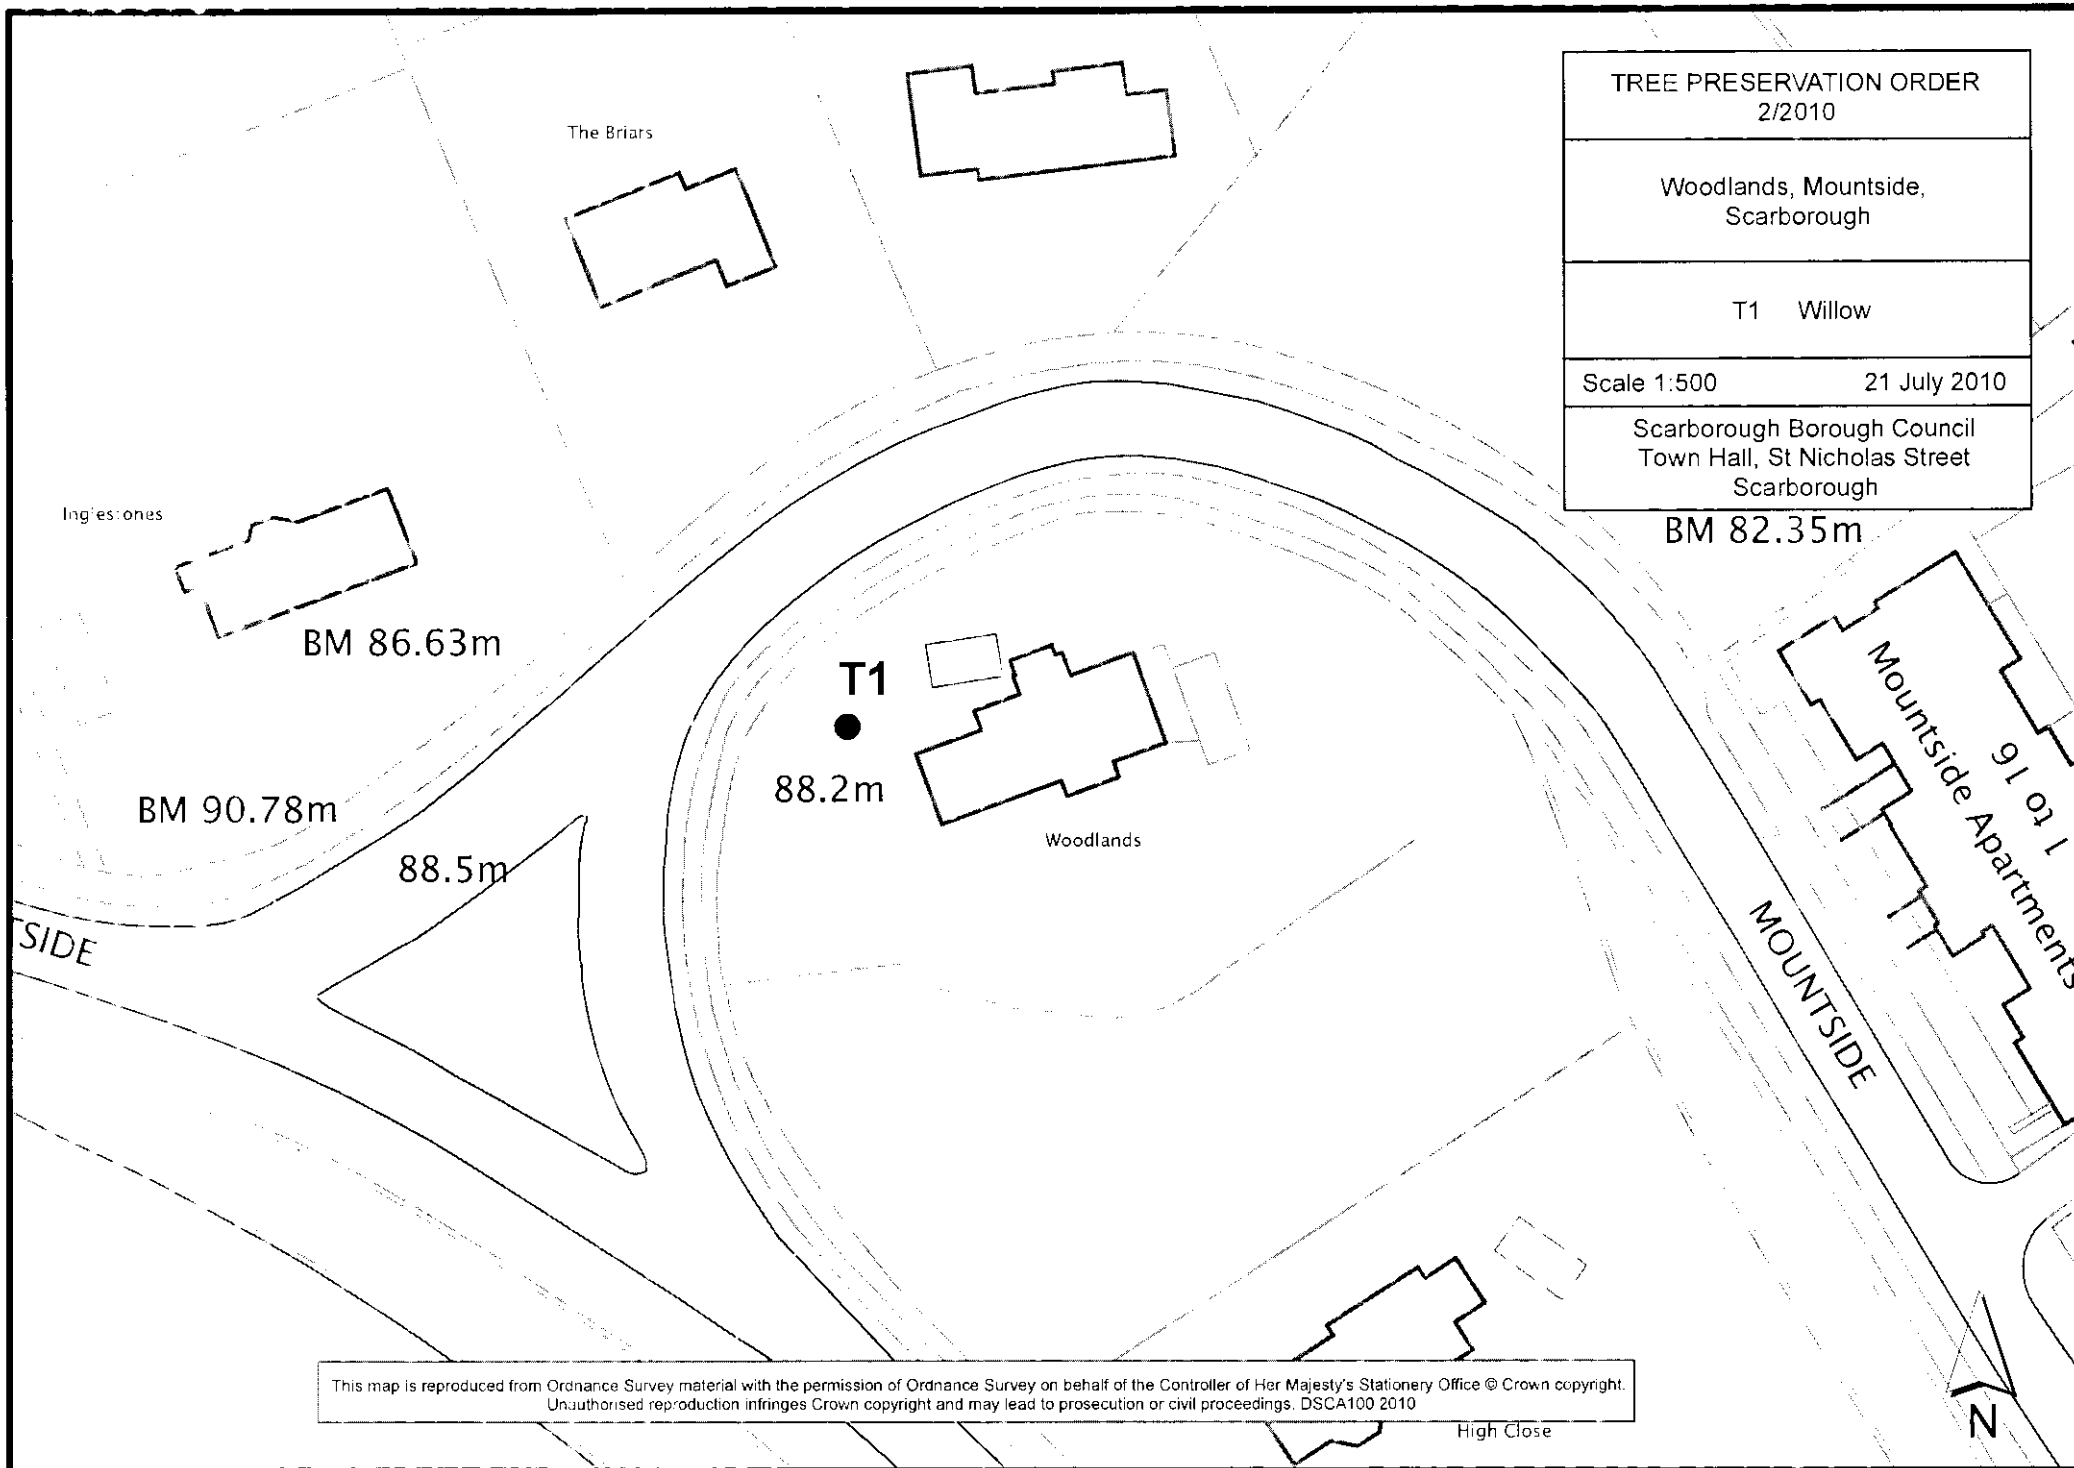 TREE PRESERVATION ORDER
2/2010
Woodlands, Mountside,
Scarborough
T1 Willow
Scale 1:500 21 July 2010
Scarborough Borough Council
Town Hall, St Nicholas Street
Scarborough
The Briars
Inglestones
BM 82.35m
BM 86.63m
T1
88.2m
BM 90.78m
Woodlands
88.5m
TSIDE
MOUNTSIDE
1 to 16
Mountside Apartments
This map is reproduced from Ordnance Survey material with the permission of Ordnance Survey on behalf of the Controller of Her Majesty's Stationery Office © Crown copyright.
Unauthorised reproduction infringes Crown copyright and may lead to prosecution or civil proceedings. DSCA100 2010
High Close
N